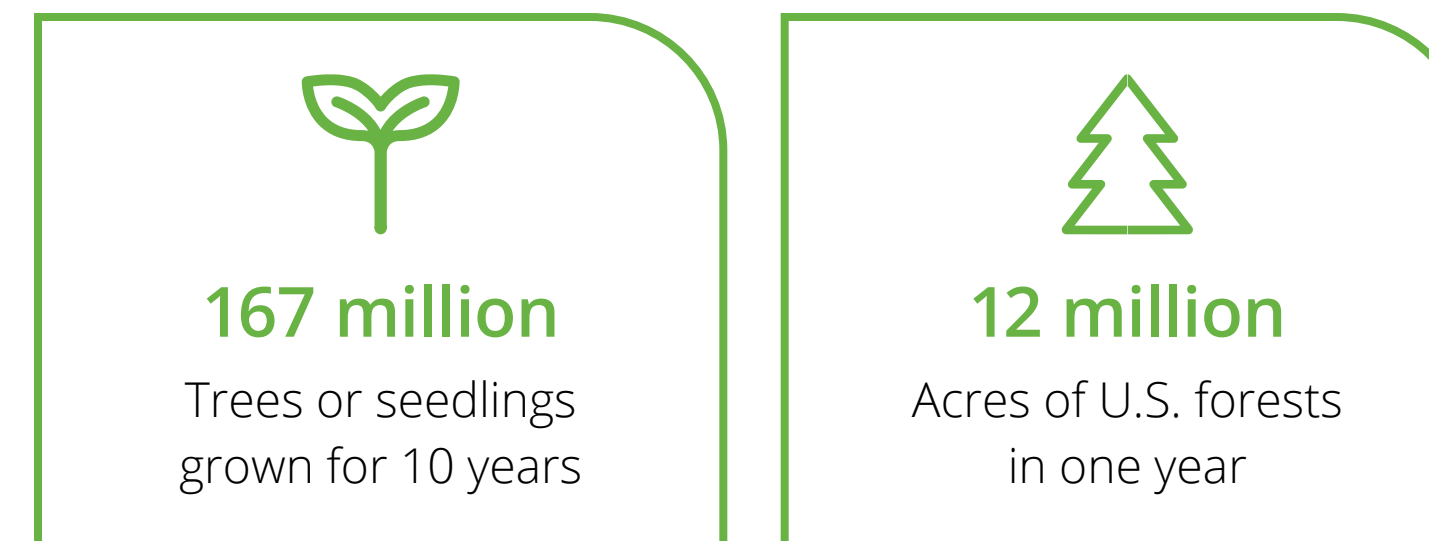 167 million
Trees or seedlings
grown for 10 years
12 million
Acres of U.S. forests
in one year